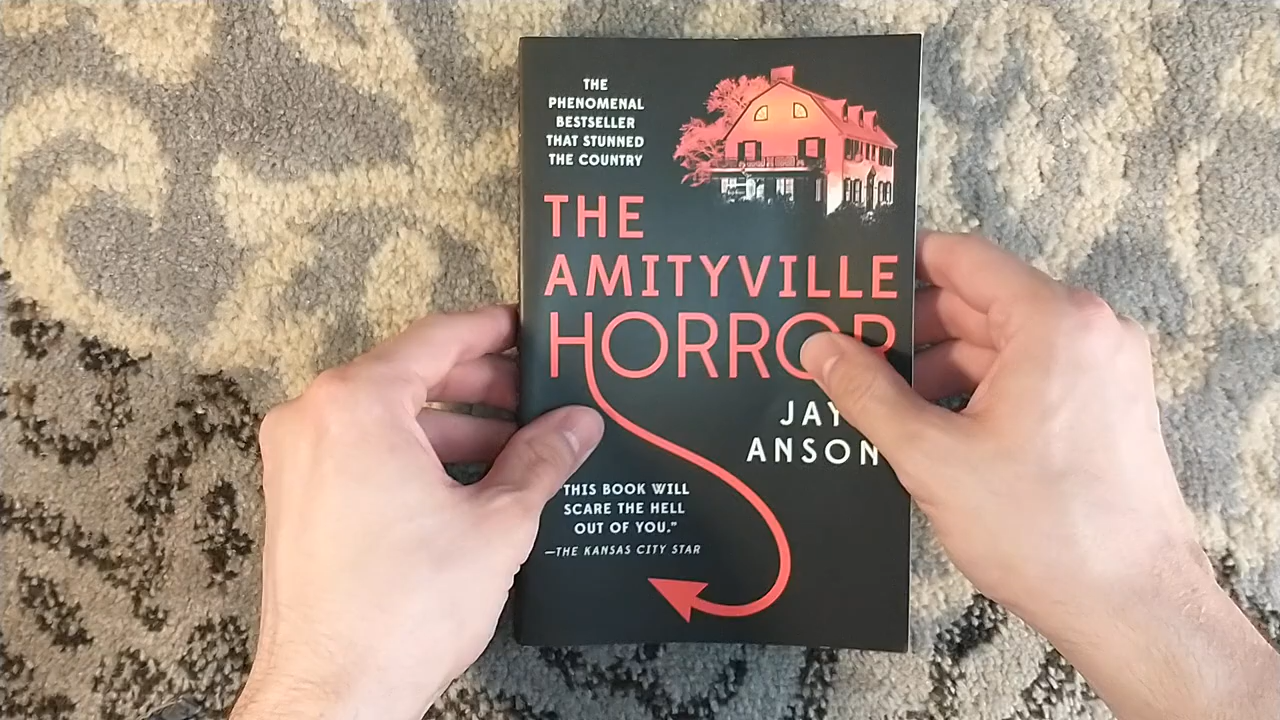 THE
PHENOMENAL
BESTSELLER
THAT STUNNED
THE COUNTRY
THE
AMITYVILLE
HORROR
JAY
ANSON
THIS BOOK WILL
SCARE THE HELL
OUT OF YOU.”
—THE KANSAS CITY STAR